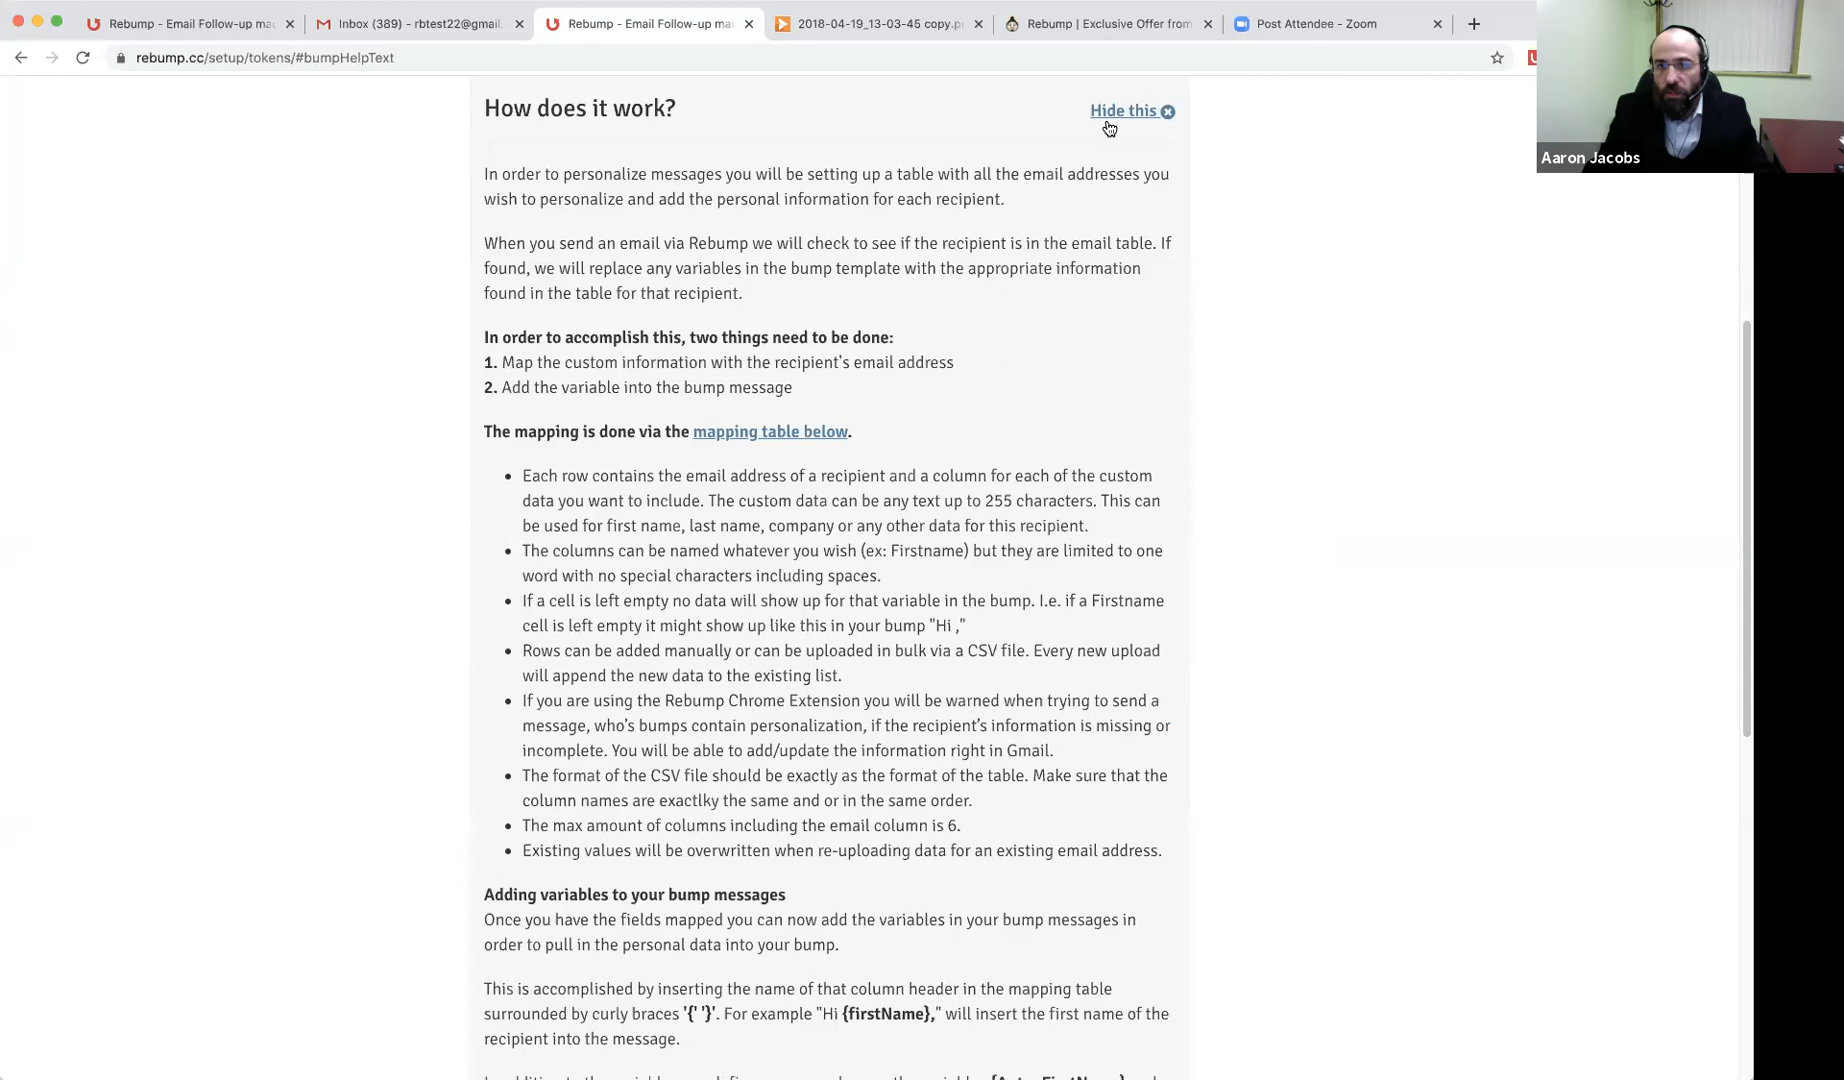 Rebump - Email Follow-up mac
Inbox (389) - rbtest22@gmail.
Rebump - Email Follow-up mac
2018-04-19_13-03-45 copy.p
Rebump | Exclusive Offer from
Post Attendee - Zoom
rebump.cc/setup/tokens/#bumpHelpText
Aaron Jacobs
How does it work?
Hide this
In order to personalize messages you will be setting up a table with all the email addresses you
wish to personalize and add the personal information for each recipient.
When you send an email via Rebump we will check to see if the recipient is in the email table. If
found, we will replace any variables in the bump template with the appropriate information
found in the table for that recipient.
In order to accomplish this, two things need to be done:
1. Map the custom information with the recipient's email address
2. Add the variable into the bump message
The mapping is done via the mapping table below.
• Each row contains the email address of a recipient and a column for each of the custom
data you want to include. The custom data can be any text up to 255 characters. This can
be used for first name, last name, company or any other data for this recipient.
• The columns can be named whatever you wish (ex: Firstname) but they are limited to one
word with no special characters including spaces.
• If a cell is left empty no data will show up for that variable in the bump. I.e. if a Firstname
cell is left empty it might show up like this in your bump "Hi ,"
• Rows can be added manually or can be uploaded in bulk via a CSV file. Every new upload
will append the new data to the existing list.
• If you are using the Rebump Chrome Extension you will be warned when trying to send a
message, who's bumps contain personalization, if the recipient's information is missing or
incomplete. You will be able to add/update the information right in Gmail.
• The format of the CSV file should be exactly as the format of the table. Make sure that the
column names are exactlky the same and or in the same order.
• The max amount of columns including the email column is 6.
• Existing values will be overwritten when re-uploading data for an existing email address.
Adding variables to your bump messages
Once you have the fields mapped you can now add the variables in your bump messages in
order to pull in the personal data into your bump.
This is accomplished by inserting the name of that column header in the mapping table
surrounded by curly braces '{' '}'. For example "Hi {firstName}," will insert the first name of the
recipient into the message.